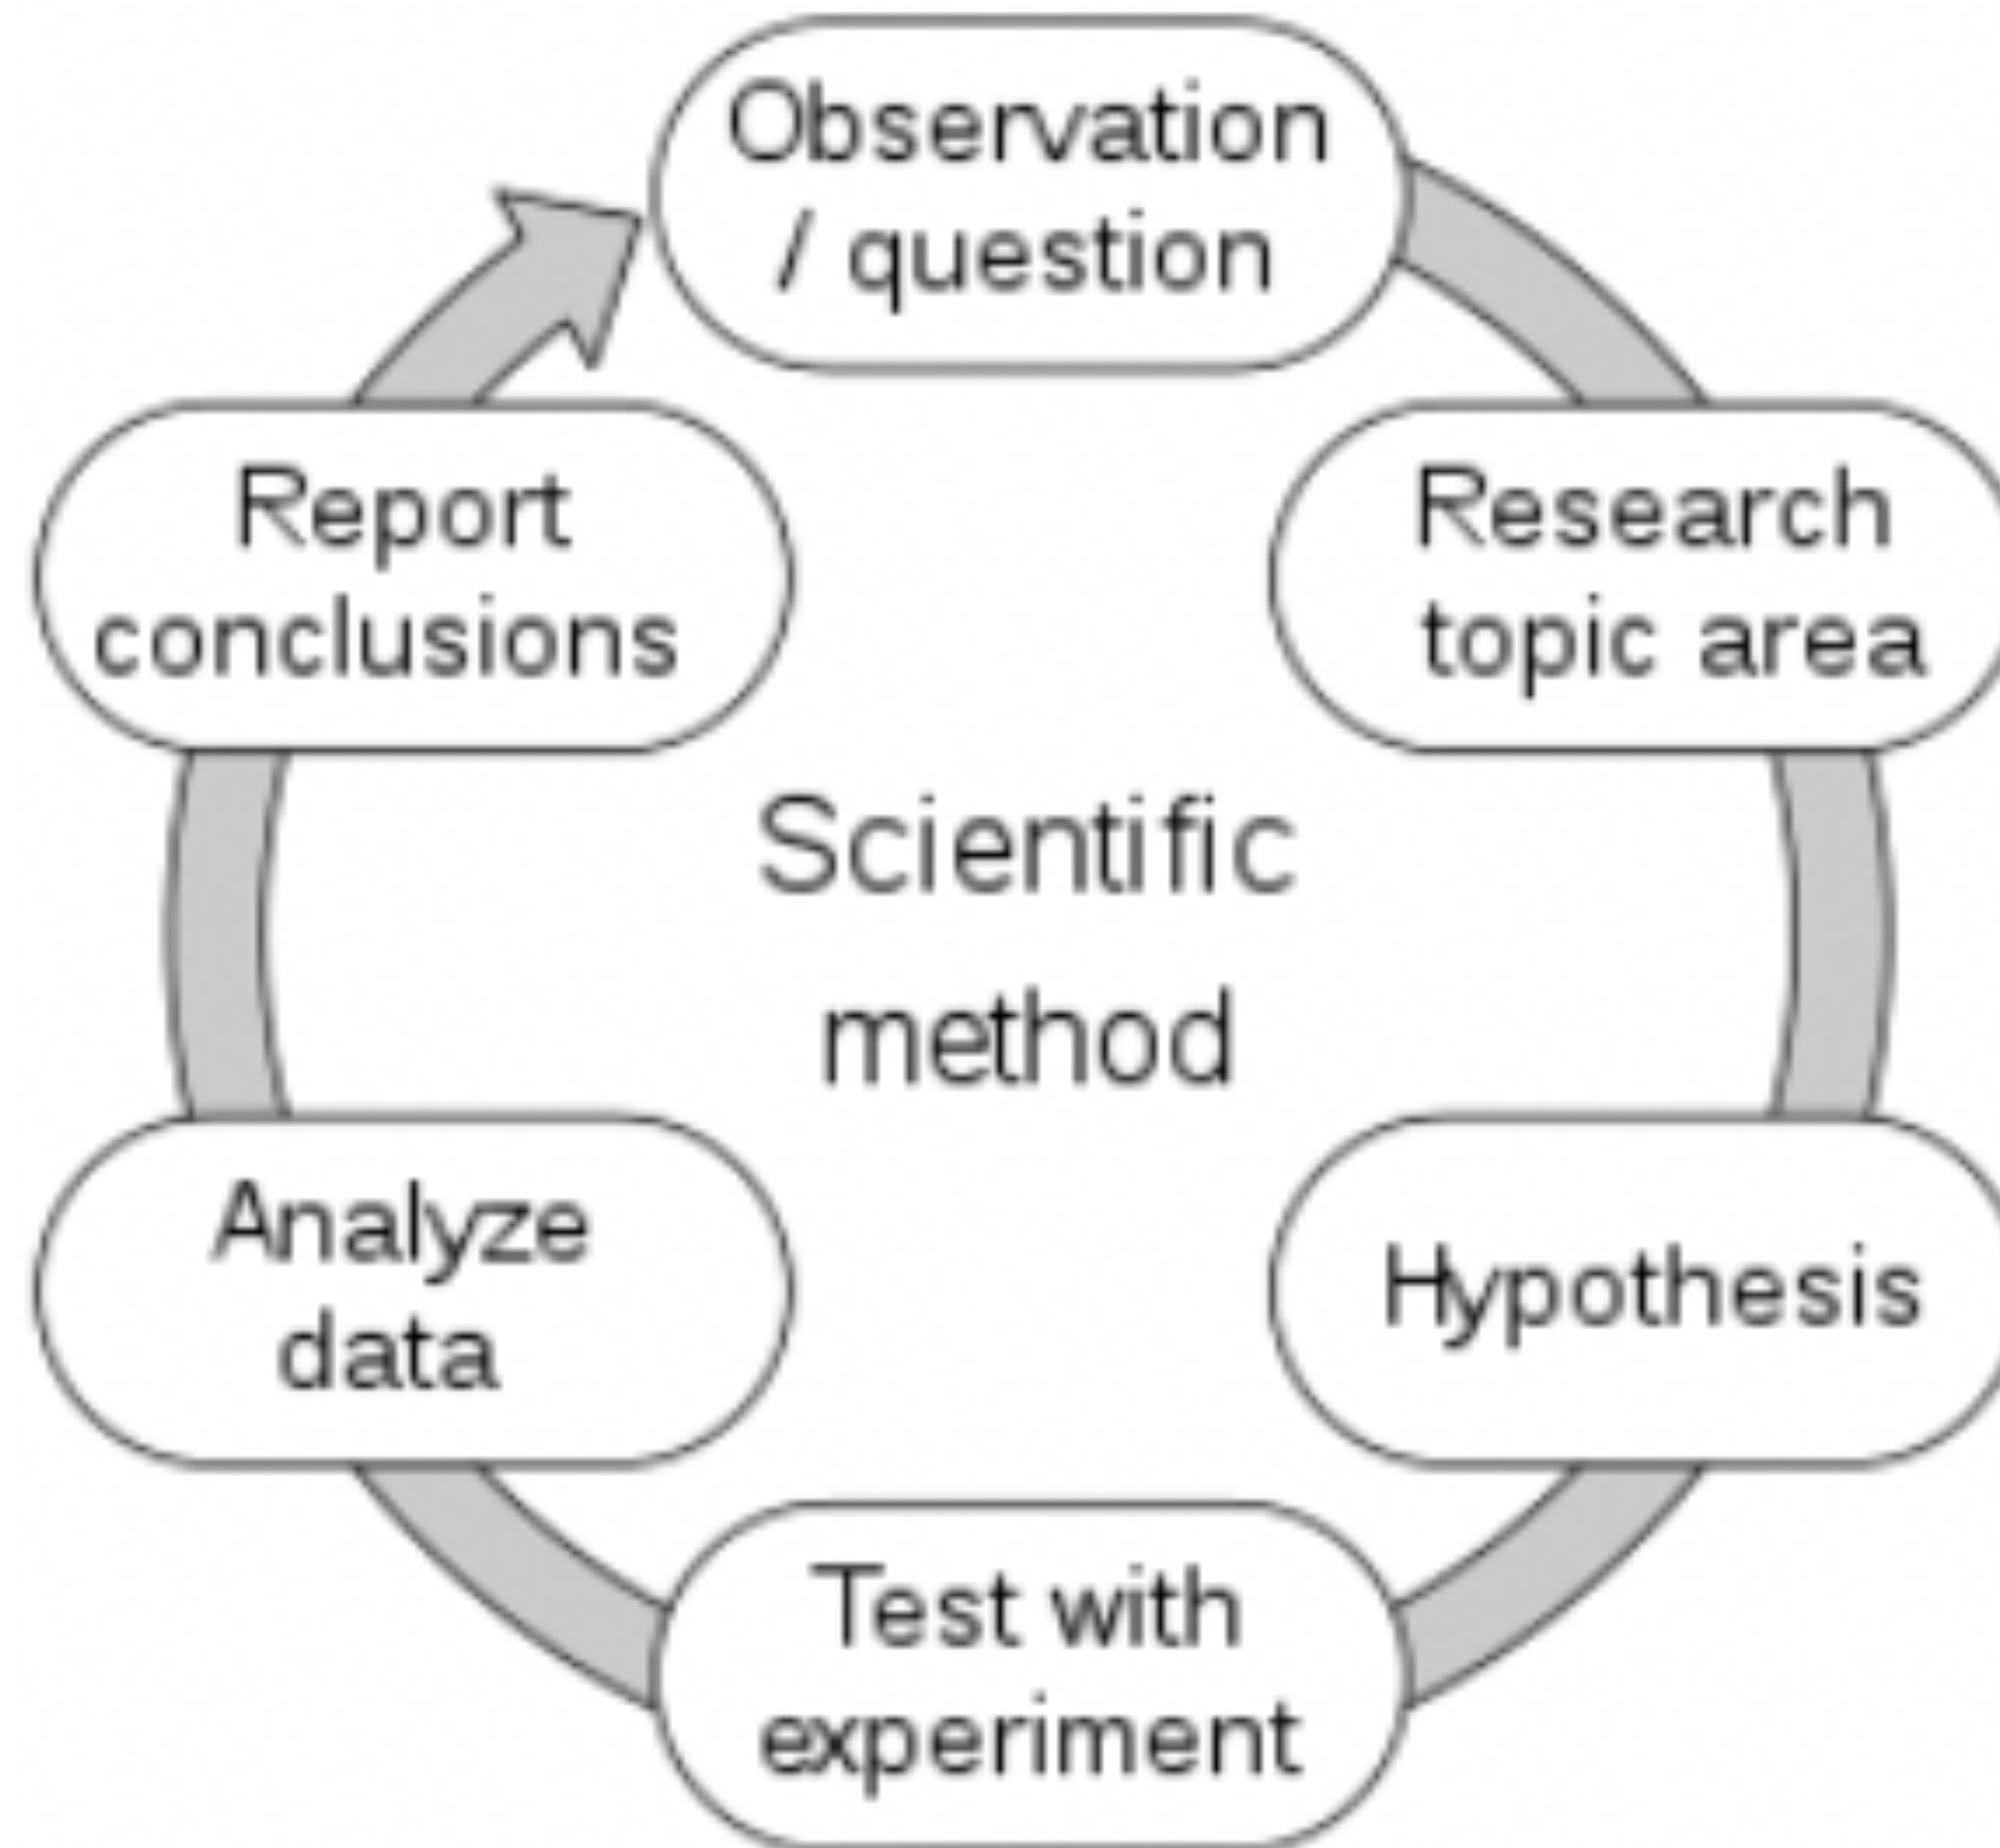 Observation
/ question
Research
topic area
Hypothesis
Test with
experiment
Analyze
data
Report
conclusions
Scientific
method